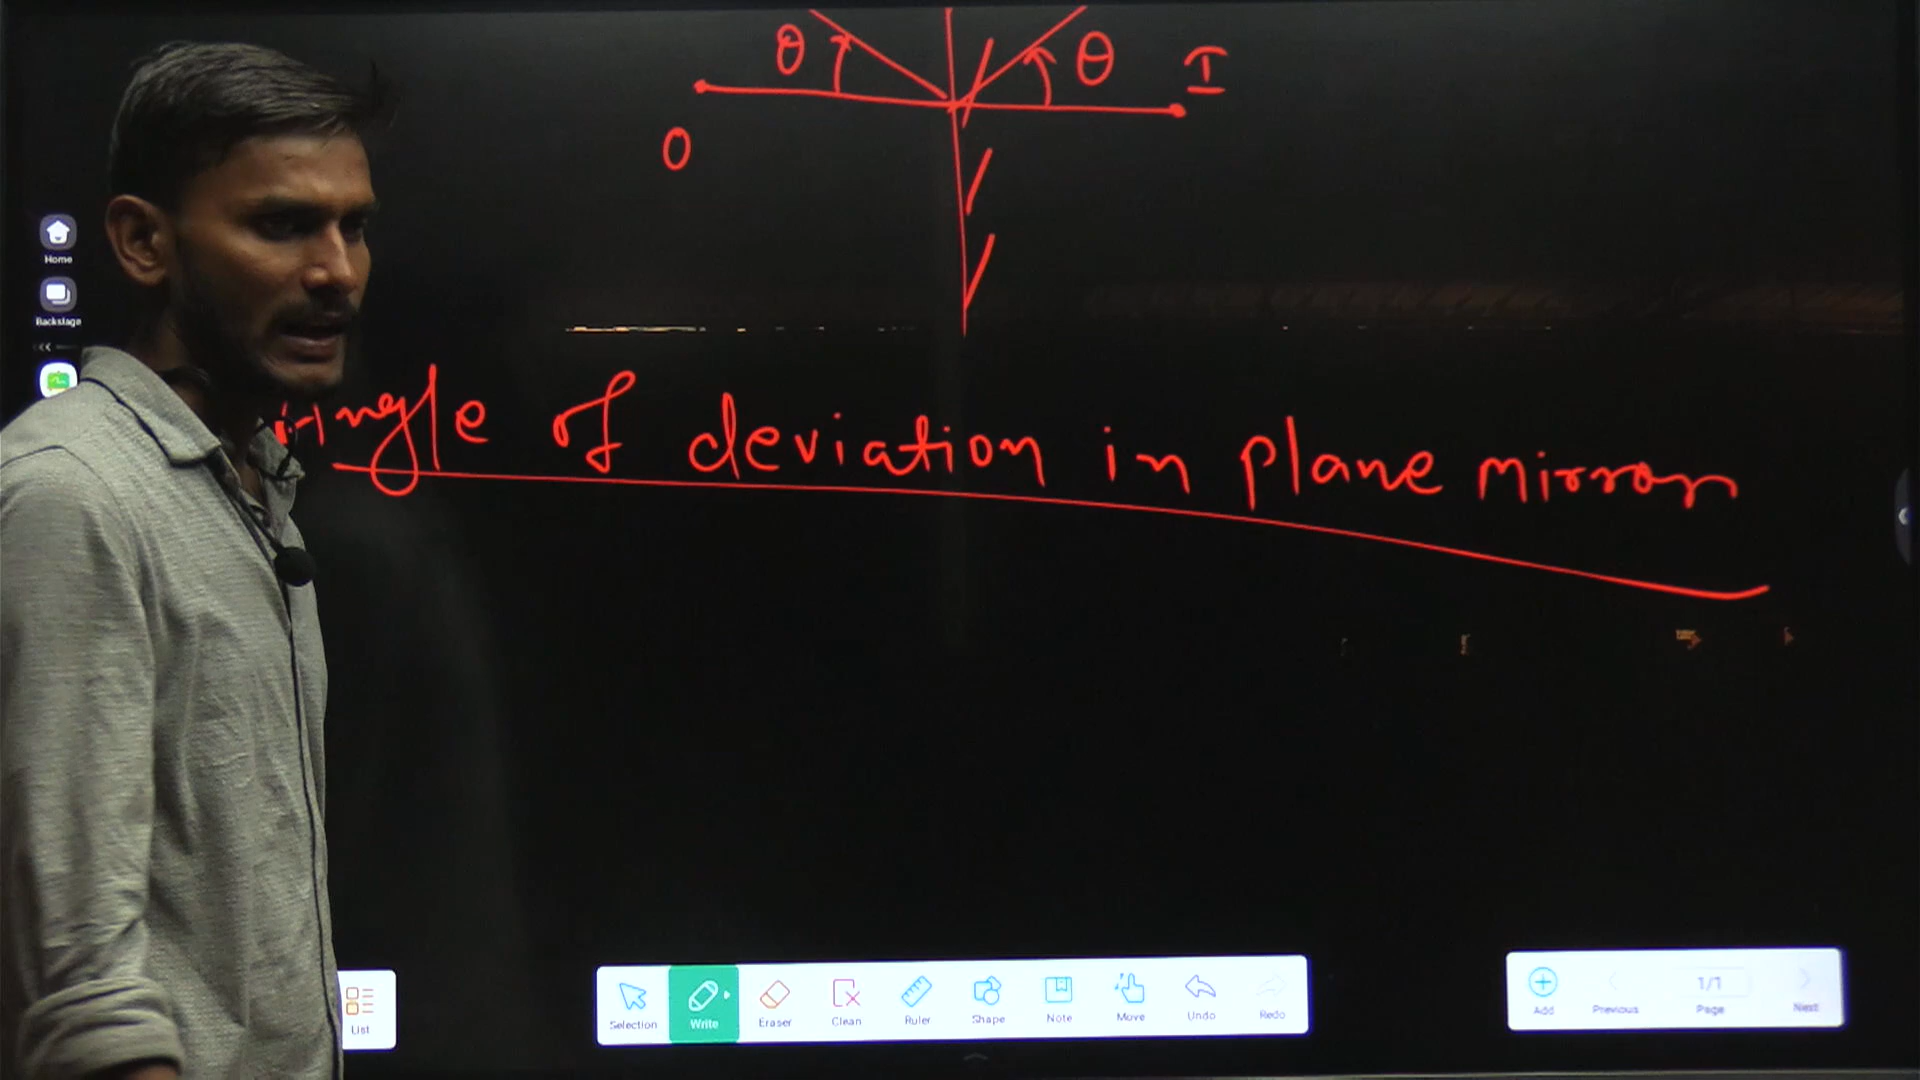 θ θ I
O
Home
Backstage
Angle of deviation in plane mirror
List
Selection Write Eraser Clean Ruler Shape Note Move Undo Redo
Add Previous 1/1 Page Next